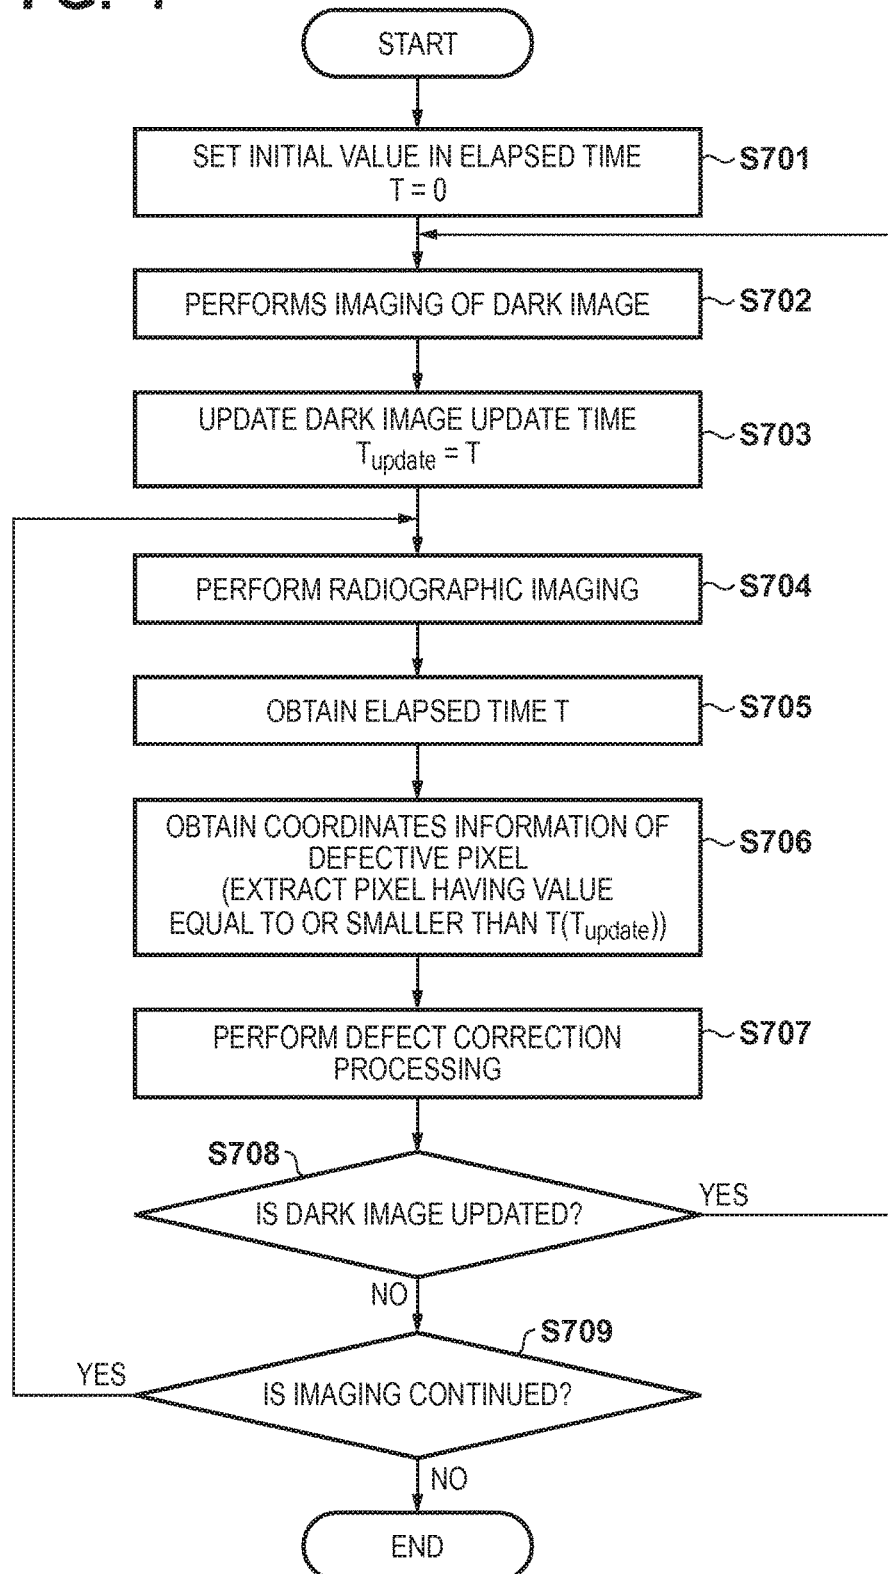 START
SET INITIAL VALUE IN ELAPSED TIME
T = 0
S701
PERFORMS IMAGING OF DARK IMAGE
S702
UPDATE DARK IMAGE UPDATE TIME
Tupdate = T
S703
PERFORM RADIOGRAPHIC IMAGING
S704
OBTAIN ELAPSED TIME T
S705
OBTAIN COORDINATES INFORMATION OF
DEFECTIVE PIXEL
(EXTRACT PIXEL HAVING VALUE
EQUAL TO OR SMALLER THAN T(Tupdate))
S706
PERFORM DEFECT CORRECTION
PROCESSING
S707
S708
IS DARK IMAGE UPDATED?
YES
NO
S709
IS IMAGING CONTINUED?
YES
NO
END